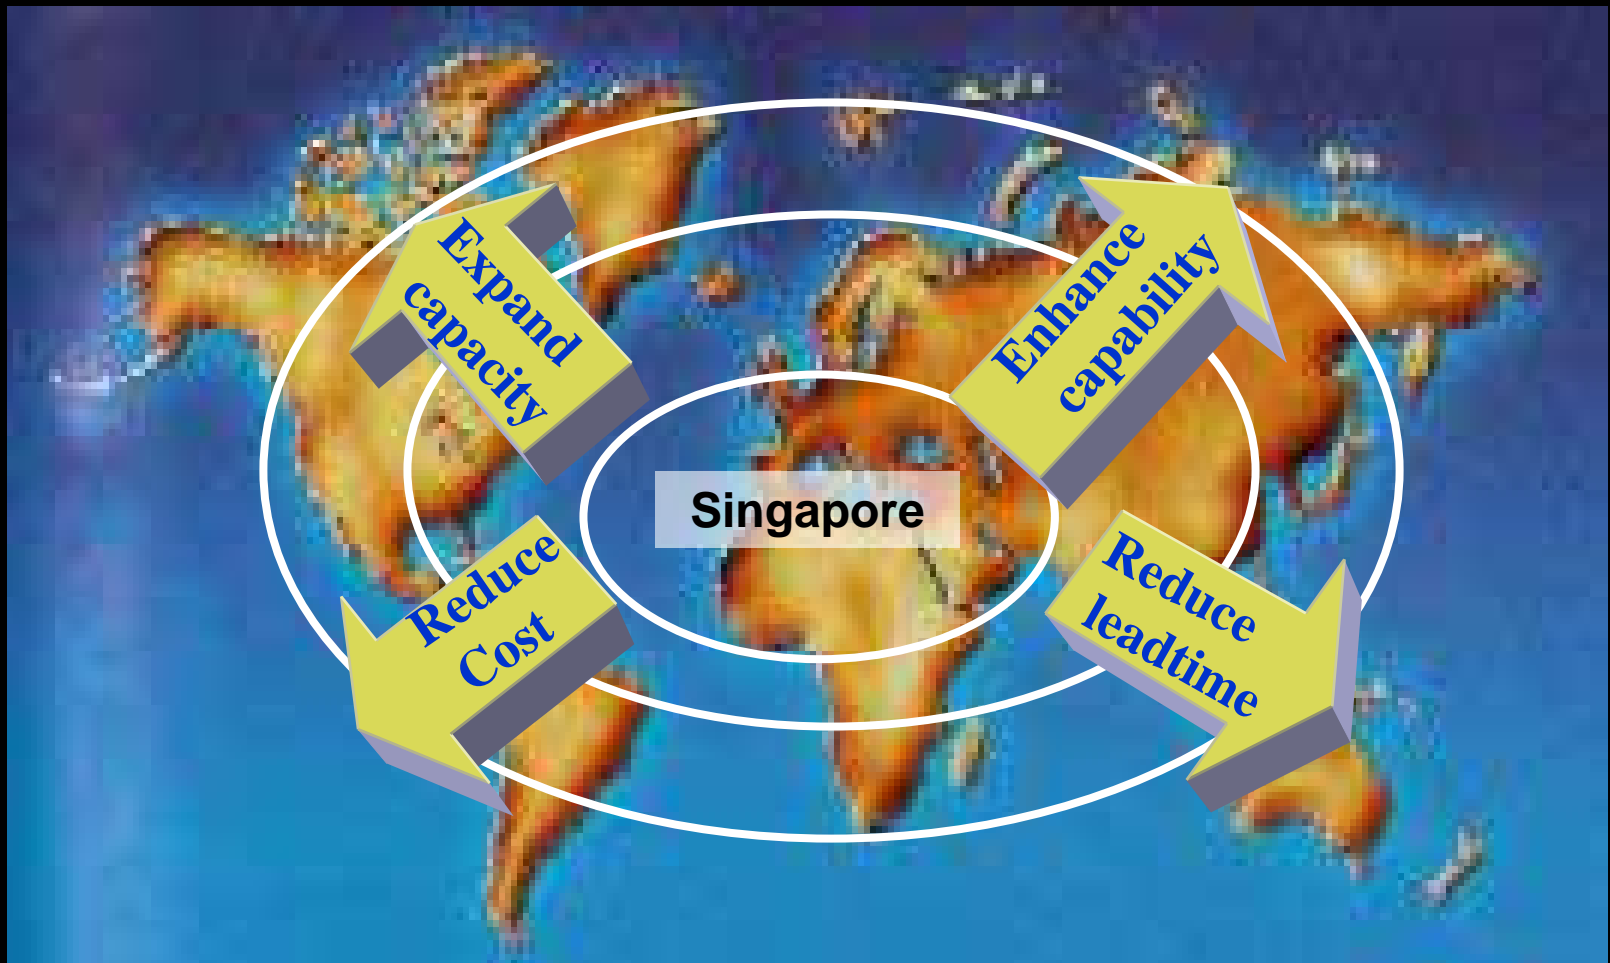 Expand
capacity
Enhance
capability
Singapore
Reduce
Cost
Reduce
leadtime